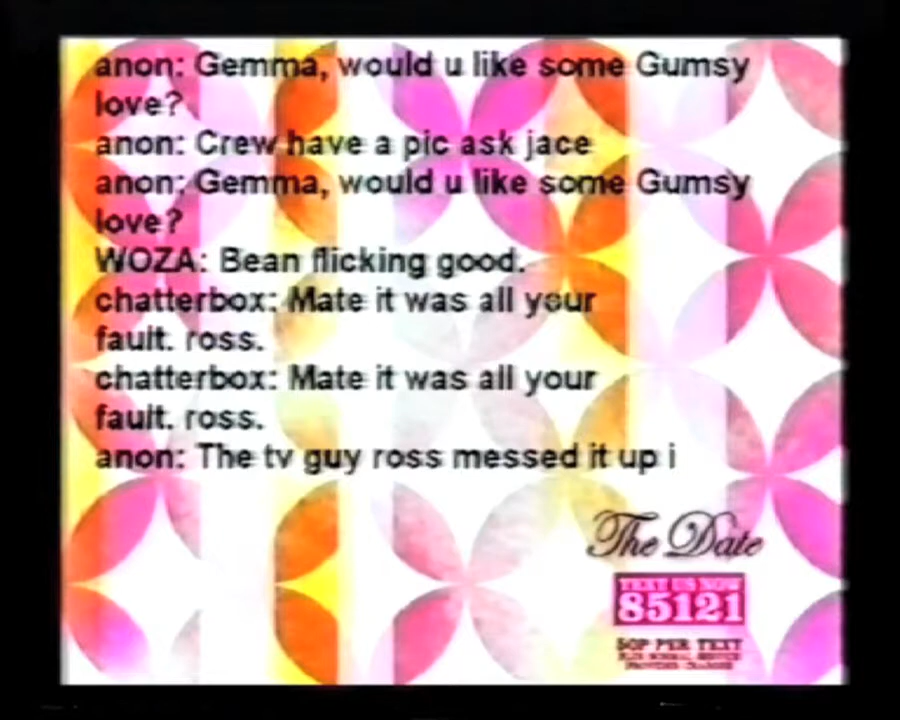 anon: Gemma, would u like some Gumsy
love?
anon: Crew have a pic ask jace
anon: Gemma, would u like some Gumsy
love?
WOZA: Bean flicking good.
chatterbox: Mate it was all your
fault. ross.
chatterbox: Mate it was all your
fault. ross.
anon: The tv guy ross messed it up i
The Date
TEXT US NOW
85121
50P PER TEXT